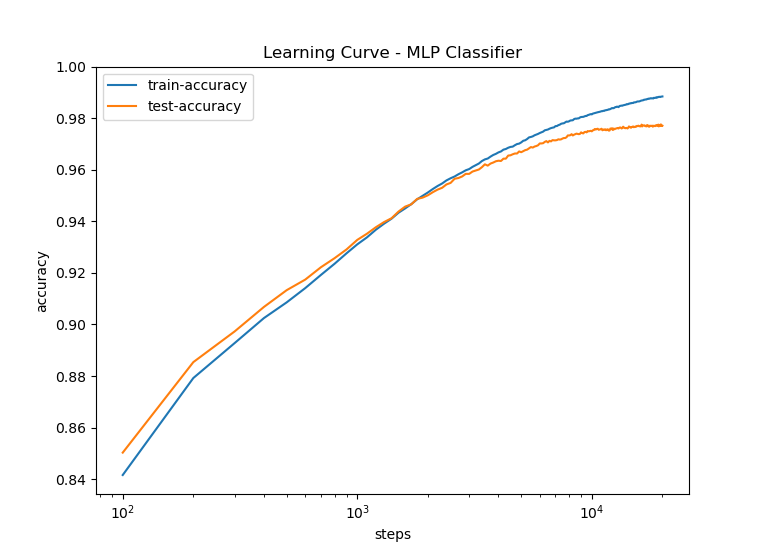 Learning Curve - MLP Classifier
train-accuracy
test-accuracy
accuracy
1.00
0.98
0.96
0.94
0.92
0.90
0.88
0.86
0.84
10² 10³ 10⁴
steps